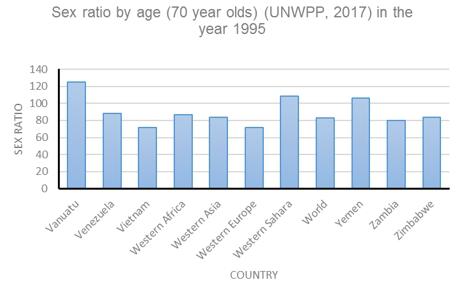 Sex ratio by age (70 year olds) (UNWPP, 2017) in the
year 1995
140
120
100
80
60
40
20
0
SEX RATIO
Vanuatu
Venezuela
Vietnam
Western Africa
Western Asia
Western Europe
Western Sahara
World
Yemen
Zambia
Zimbabwe
COUNTRY